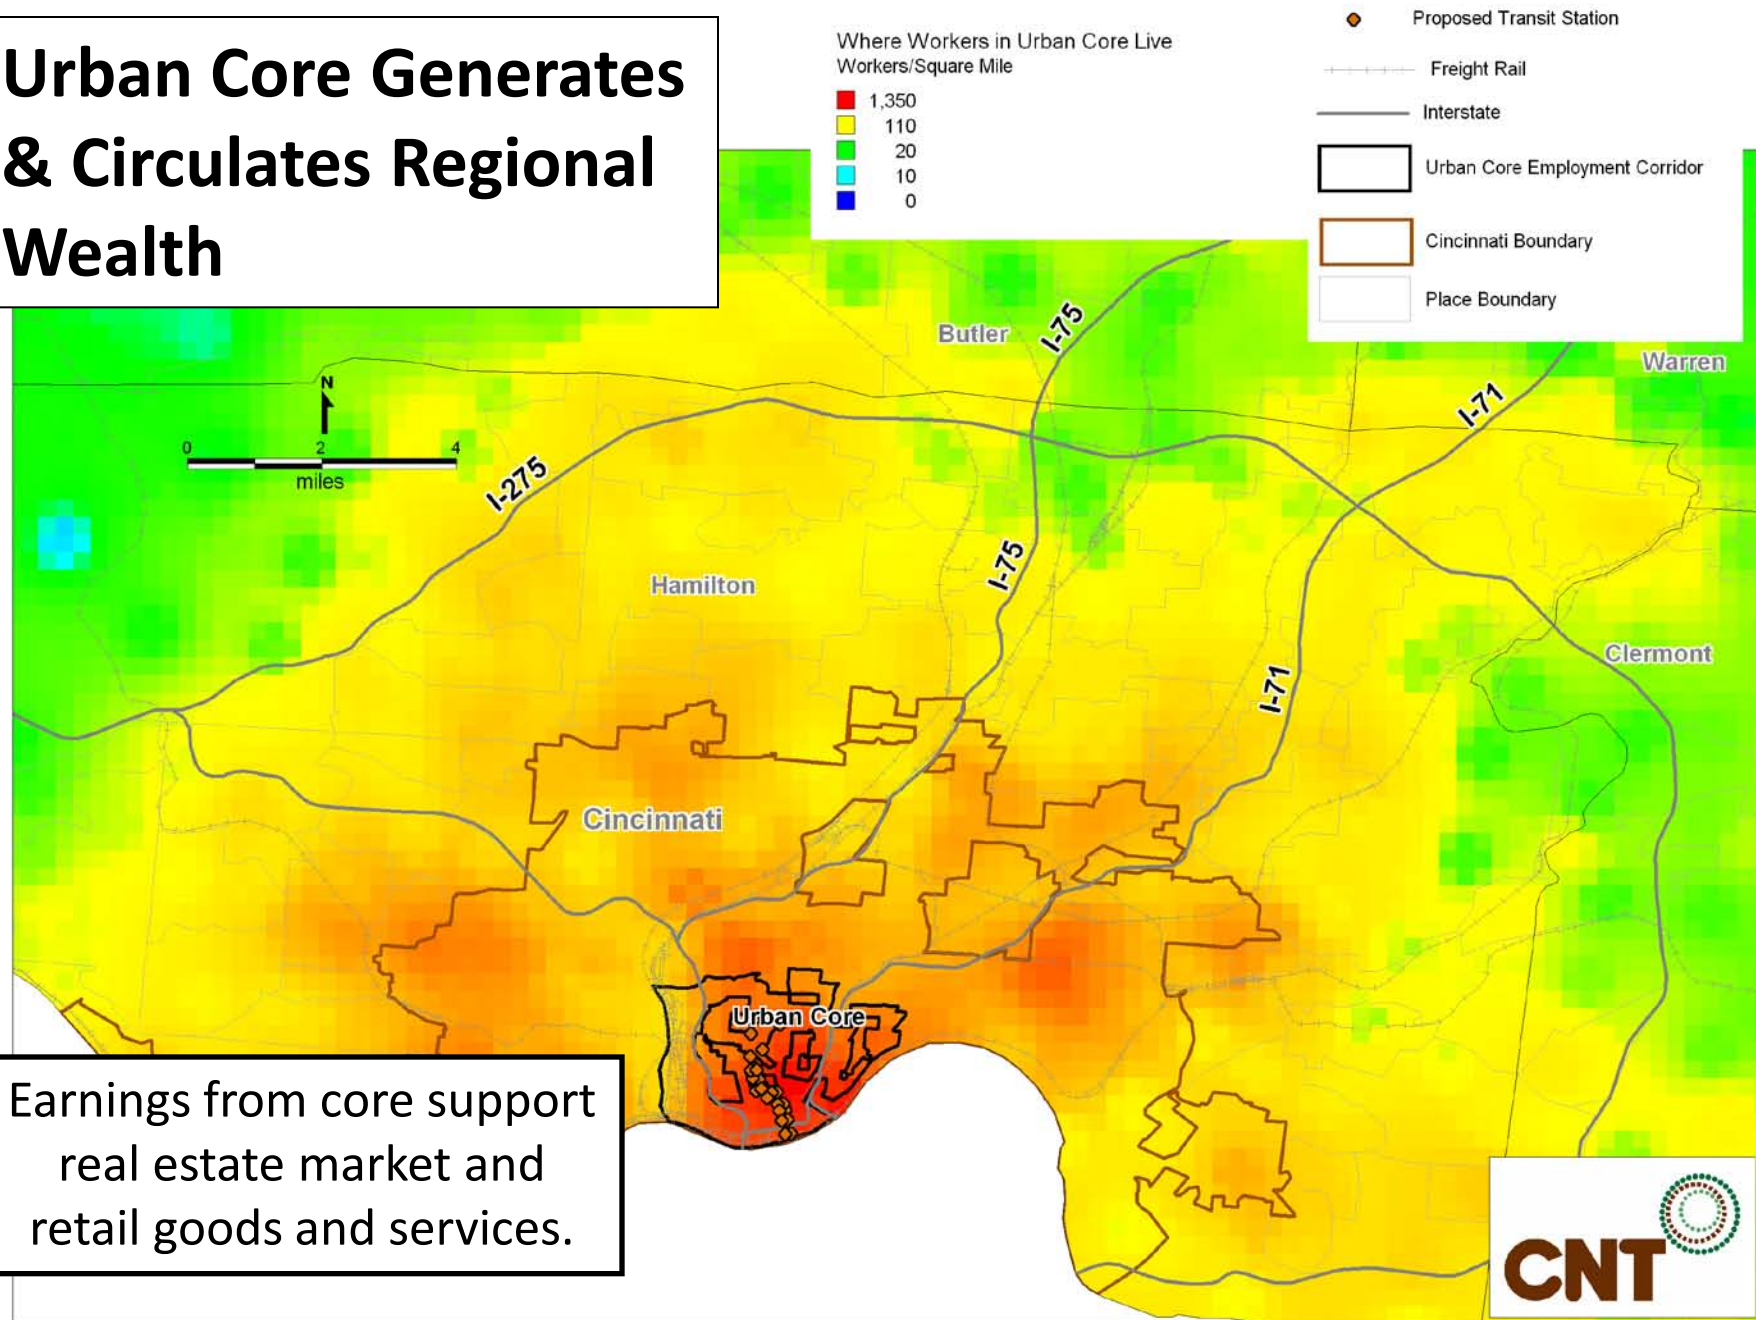 Urban Core Generates
& Circulates Regional
Wealth
Where Workers in Urban Core Live
Workers/Square Mile
1,350
110
20
10
0
Proposed Transit Station
Freight Rail
Interstate
Urban Core Employment Corridor
Cincinnati Boundary
Place Boundary
Butler
I-75
Warren
I-71
N
0 2 4
miles
I-275
I-75
Hamilton
Clermont
I-71
Cincinnati
Urban Core
Earnings from core support
real estate market and
retail goods and services.
CNT